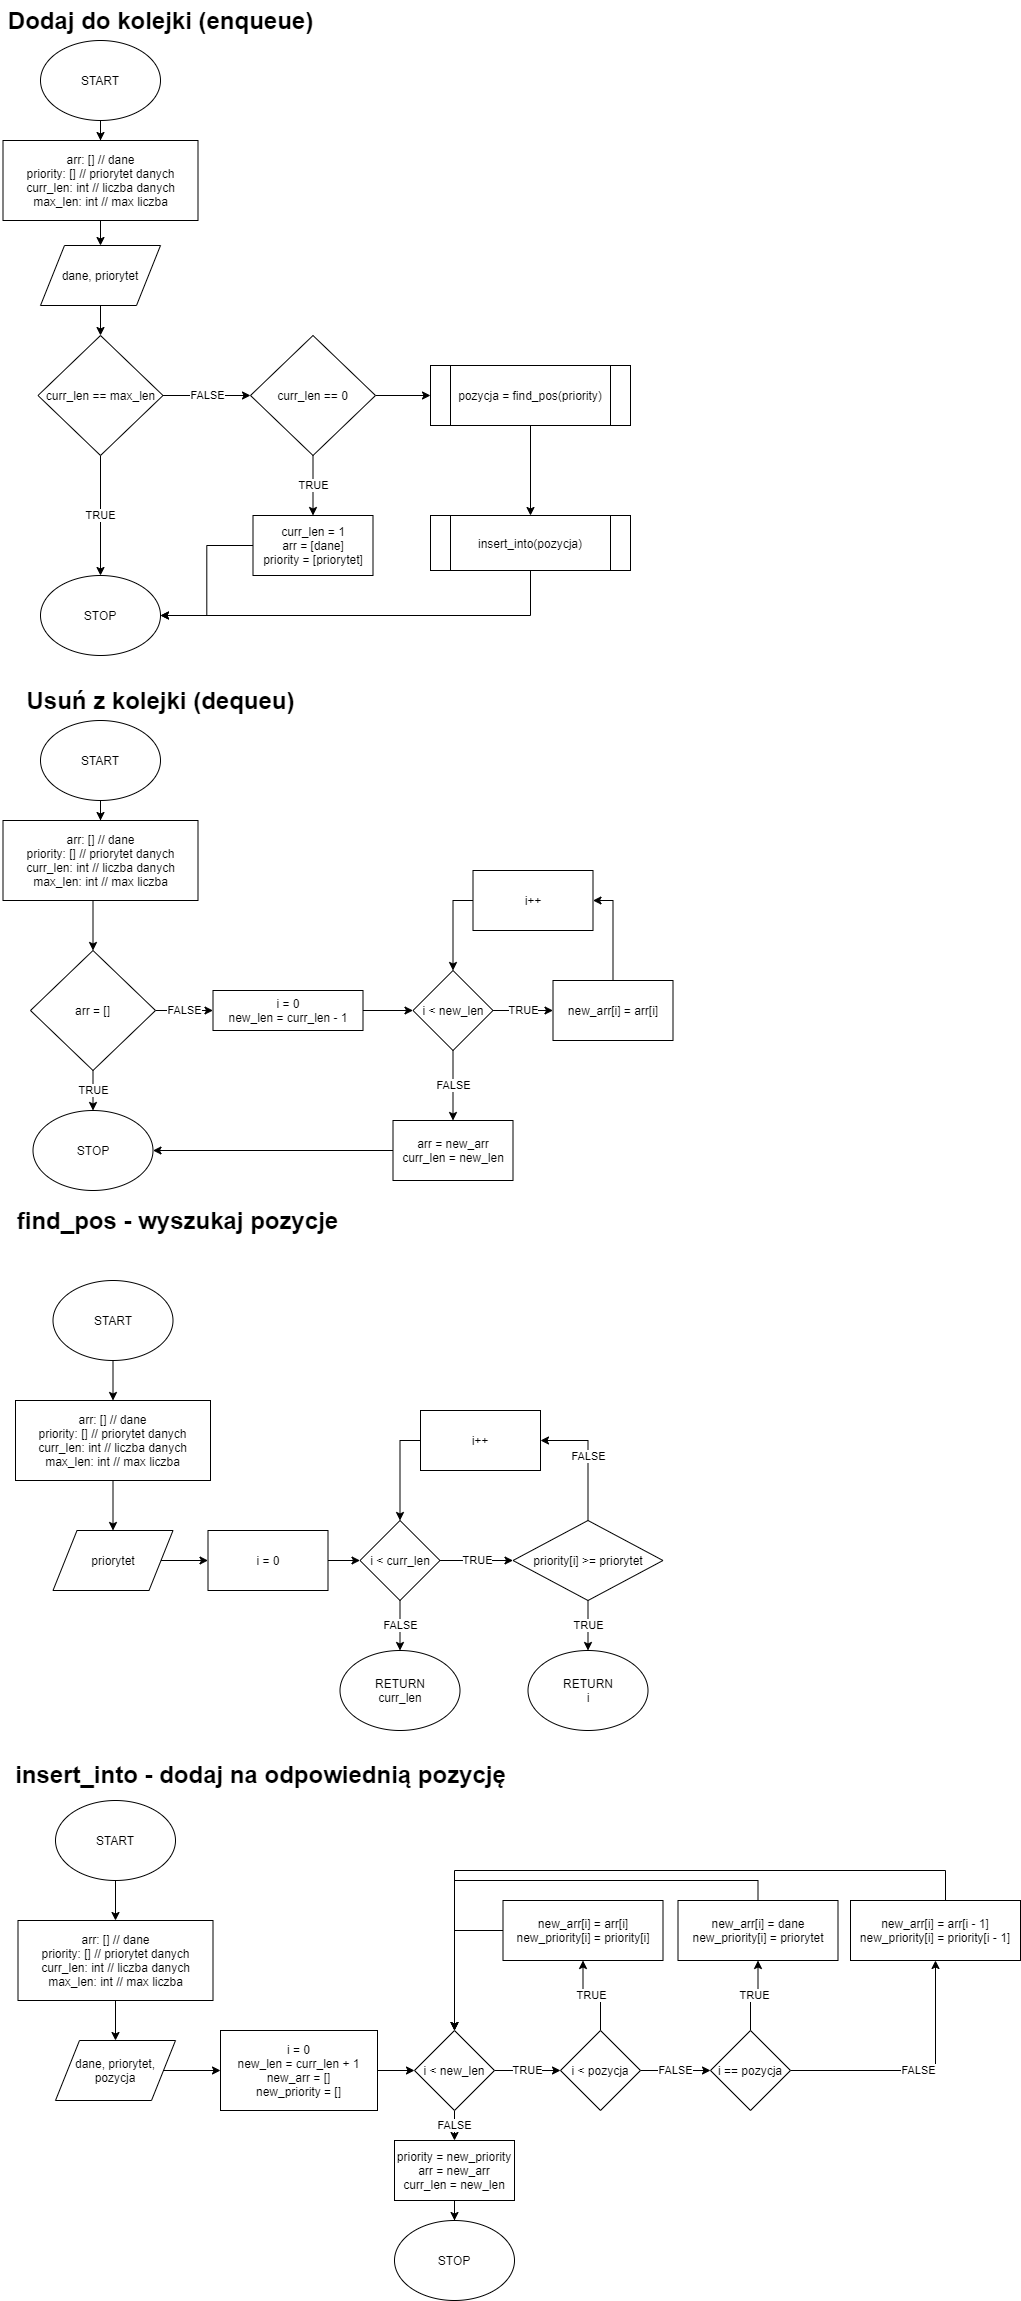 Dodaj do kolejki (enqueue)
START
arr: [] // dane
priority: [] // priorytet danych
curr_len: int // liczba danych
max_len: int // max liczba
dane, priorytet
curr_len == max_len
FALSE
curr_len == 0
pozycja = find_pos(priority)
TRUE
TRUE
curr_len = 1
arr = [dane]
priority = [priorytet]
insert_into(pozycja)
STOP
Usuń z kolejki (dequeu)
START
arr: [] // dane
priority: [] // priorytet danych
curr_len: int // liczba danych
max_len: int // max liczba
i++
arr = []
FALSE
i = 0
new_len = curr_len - 1
i < new_len
TRUE
new_arr[i] = arr[i]
TRUE
FALSE
STOP
arr = new_arr
curr_len = new_len
find_pos - wyszukaj pozycje
START
arr: [] // dane
priority: [] // priorytet danych
curr_len: int // liczba danych
max_len: int // max liczba
i++
FALSE
priorytet
i = 0
i < curr_len
TRUE
priority[i] >= priorytet
FALSE
TRUE
RETURN
curr_len
RETURN
i
insert_into - dodaj na odpowiednią pozycję
START
arr: [] // dane
priority: [] // priorytet danych
curr_len: int // liczba danych
max_len: int // max liczba
new_arr[i] = arr[i]
new_priority[i] = priority[i]
new_arr[i] = dane
new_priority[i] = priorytet
new_arr[i] = arr[i - 1]
new_priority[i] = priority[i - 1]
TRUE
TRUE
dane, priorytet,
pozycja
i = 0
new_len = curr_len + 1
new_arr = []
new_priority = []
i < new_len
TRUE
i < pozycja
FALSE
i == pozycja
FALSE
FALSE
priority = new_priority
arr = new_arr
curr_len = new_len
STOP